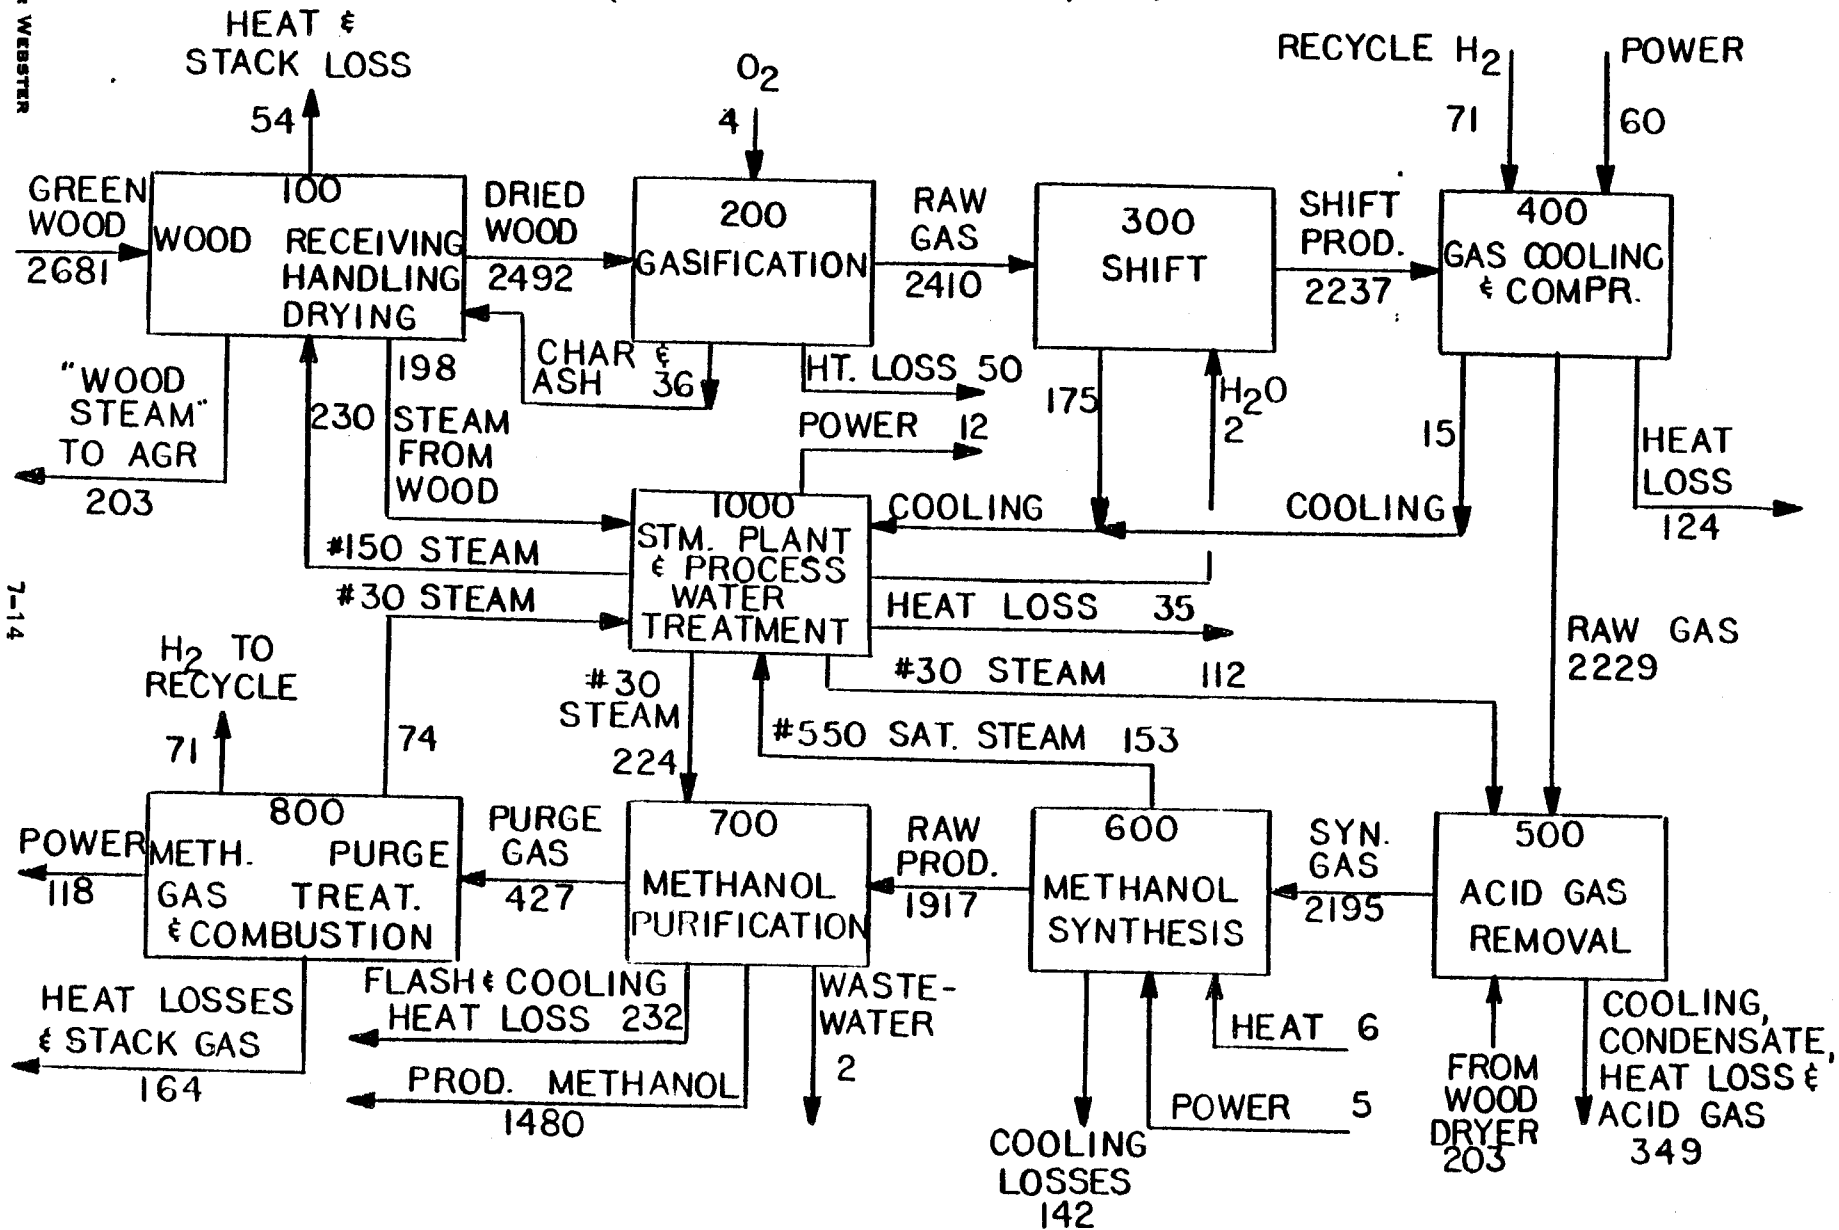 WEBSTER
7-14
HEAT &
STACK LOSS
54
O2
4
RECYCLE H2
71
POWER
60
GREEN
WOOD
2681
100
WOOD RECEIVING
HANDLING
DRYING
DRIED
WOOD
2492
200
GASIFICATION
RAW
GAS
2410
300
SHIFT
SHIFT
PROD.
2237
400
GAS COOLING
& COMPR.
"WOOD
STEAM"
TO AGR
203
230
198
STEAM
FROM
WOOD
CHAR &
ASH 36
HT. LOSS 50
POWER 12
175
H2O
2
15
HEAT
LOSS
124
#150 STEAM
#30 STEAM
1000
STM. PLANT
& PROCESS
WATER
TREATMENT
COOLING
COOLING
HEAT LOSS 35
#30 STEAM 112
RAW GAS
2229
H2 TO
RECYCLE
71
74
#30
STEAM
224
#550 SAT. STEAM 153
POWER
118
800
METH. PURGE
GAS TREAT.
& COMBUSTION
PURGE
GAS
427
700
METHANOL
PURIFICATION
RAW
PROD.
1917
600
METHANOL
SYNTHESIS
SYN.
GAS
2195
500
ACID GAS
REMOVAL
HEAT LOSSES
& STACK GAS
164
FLASH & COOLING
HEAT LOSS 232
PROD. METHANOL
1480
WASTE-
WATER
2
COOLING
LOSSES
142
HEAT 6
POWER 5
FROM
WOOD
DRYER
203
COOLING,
CONDENSATE,
HEAT LOSS &
ACID GAS
349